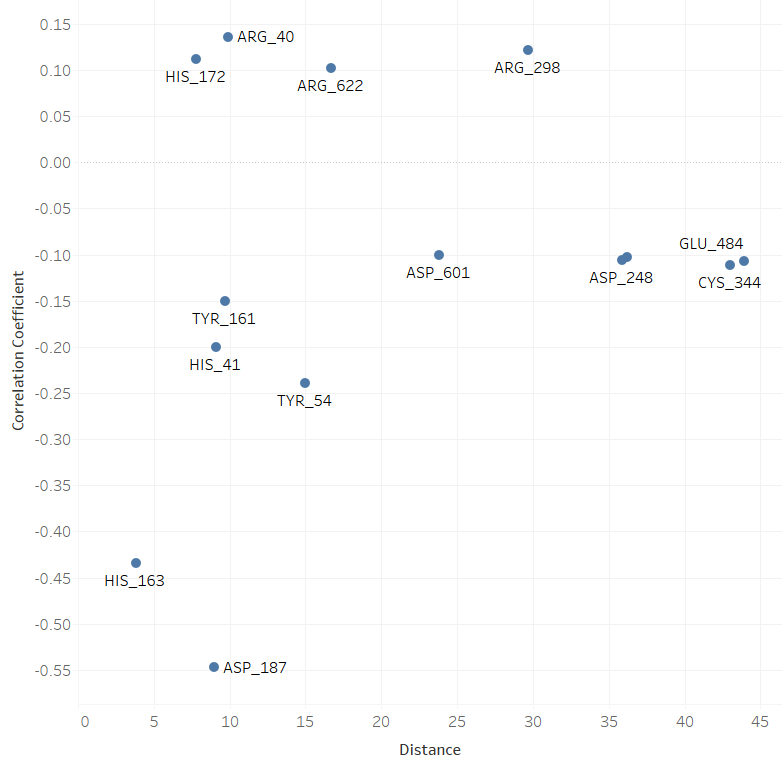 0.15
0.10
0.05
0.00
-0.05
-0.10
-0.15
-0.20
-0.25
-0.30
-0.35
-0.40
-0.45
-0.50
-0.55
Correlation Coefficient
ARG_40
HIS_172
ARG_622
ARG_298
GLU_484
ASP_601
ASP_248
CYS_344
TYR_161
HIS_41
TYR_54
HIS_163
ASP_187
0 5 10 15 20 25 30 35 40 45
Distance